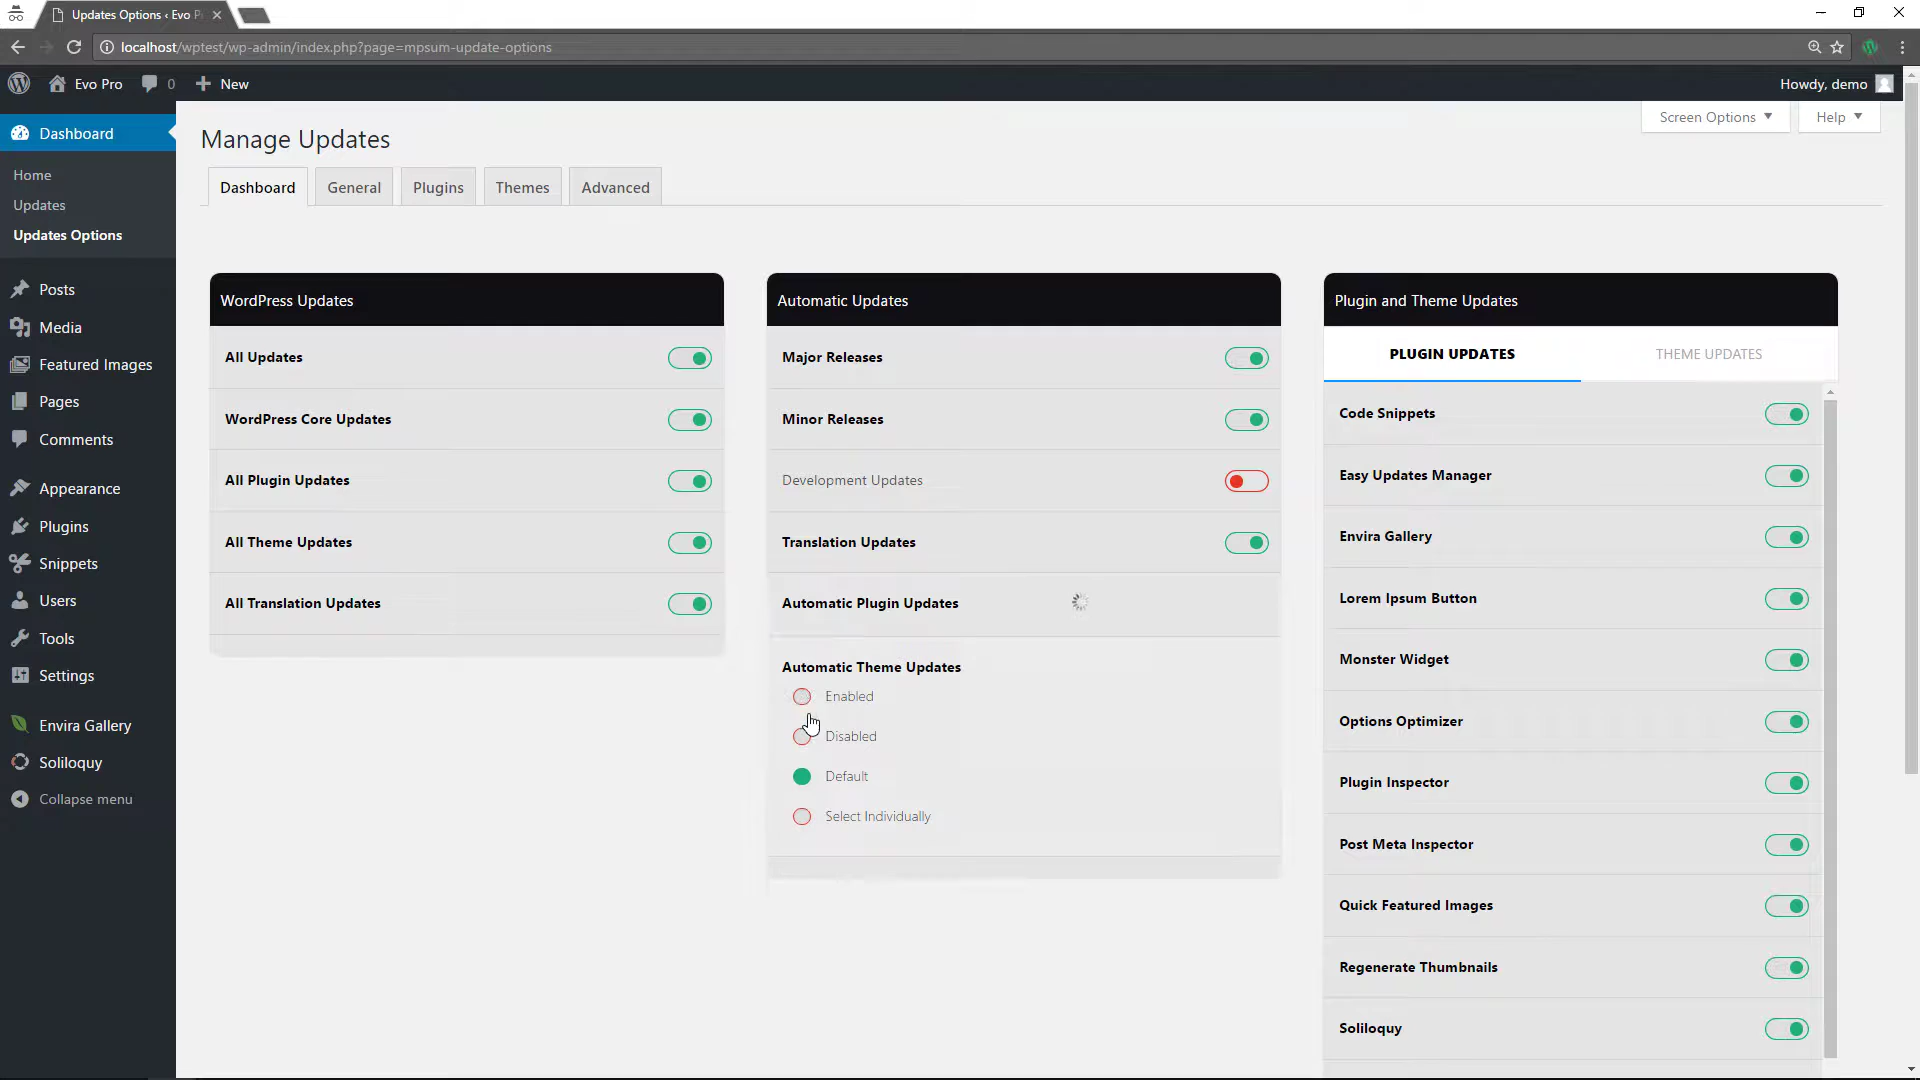 Updates Options ‹ Evo P
localhost/wptest/wp-admin/index.php?page=mpsum-update-options
Evo Pro
0
New
Howdy, demo
Screen Options
Help
Dashboard
Home
Updates
Updates Options
Posts
Media
Featured Images
Pages
Comments
Appearance
Plugins
Snippets
Users
Tools
Settings
Envira Gallery
Soliloquy
Collapse menu
Manage Updates
Dashboard
General
Plugins
Themes
Advanced
WordPress Updates
All Updates
WordPress Core Updates
All Plugin Updates
All Theme Updates
All Translation Updates
Automatic Updates
Major Releases
Minor Releases
Development Updates
Translation Updates
Automatic Plugin Updates
Automatic Theme Updates
Enabled
Disabled
Default
Select Individually
Plugin and Theme Updates
PLUGIN UPDATES
THEME UPDATES
Code Snippets
Easy Updates Manager
Envira Gallery
Lorem Ipsum Button
Monster Widget
Options Optimizer
Plugin Inspector
Post Meta Inspector
Quick Featured Images
Regenerate Thumbnails
Soliloquy